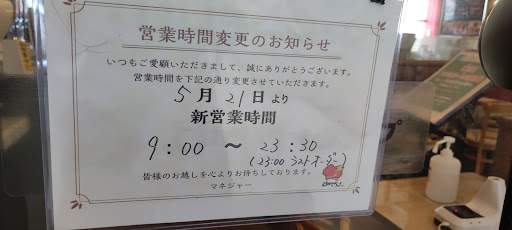 営業時間変更のお知らせ
いつもご愛顧いただきまして、誠にありがとうございます。
営業時間を下記の通り変更させていただきます。
5月21日より
新営業時間
9:00 〜 23:30
(23:00 ラストオーダー)
皆様のお越しを心よりお待ちしております。
マネジャー